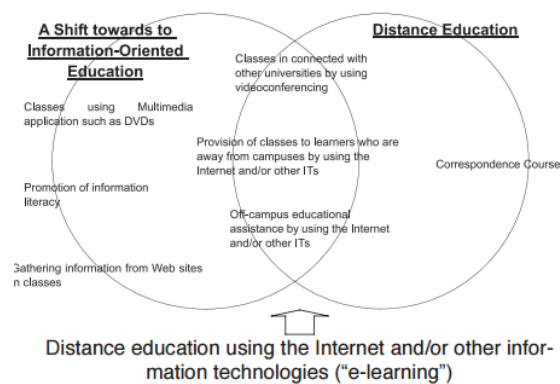 A Shift towards to
Information-Oriented
Education
Distance Education
Classes in connected with
other universities by using
videoconferencing
Classes using Multimedia
application such as DVDs
Provision of classes to learners who are
away from campuses by using the
Internet and/or other ITs
Correspondence Course
Promotion of information
literacy
Off-campus educational
assistance by using the Internet
and/or other ITs
Gathering information from Web sites
n classes
Distance education using the Internet and/or other infor-
mation technologies (“e-learning”)